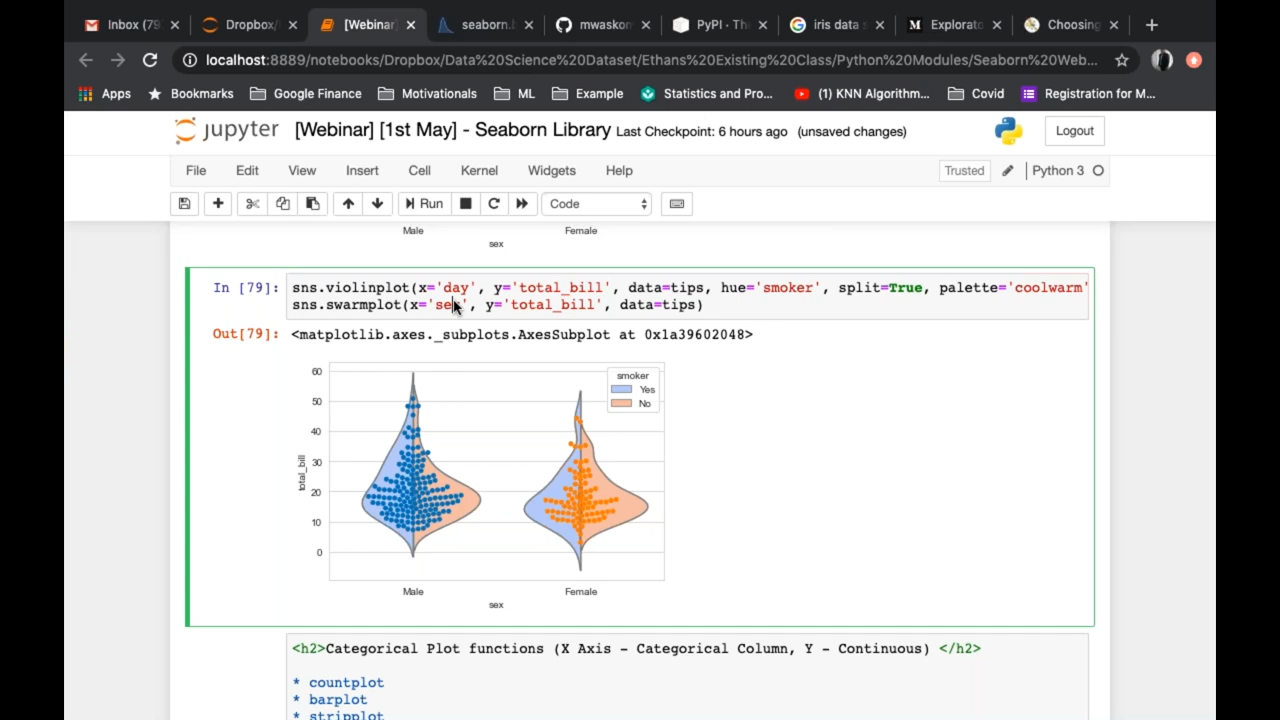 Inbox (79
Dropbox/
[Webinar]
seaborn.
mwaskon
PyPI · The
iris data s
Explorato
Choosing
localhost:8889/notebooks/Dropbox/Data%20Science%20Dataset/Ethans%20Existing%20Class/Python%20Modules/Seaborn%20Web...
Apps
Bookmarks
Google Finance
Motivationals
ML
Example
Statistics and Pro...
(1) KNN Algorithm...
Covid
Registration for M...
jupyter
[Webinar] [1st May] - Seaborn Library Last Checkpoint: 6 hours ago (unsaved changes)
Logout
File
Edit
View
Insert
Cell
Kernel
Widgets
Help
Trusted
Python 3
Run
Code
Male
Female
sex
In [79]:
sns.violinplot(x='day', y='total_bill', data=tips, hue='smoker', split=True, palette='coolwarm'
sns.swarmplot(x='sex', y='total_bill', data=tips)
Out[79]:
<matplotlib.axes._subplots.AxesSubplot at 0x1a39602048>
60
50
40
30
20
10
0
total_bill
smoker
Yes
No
Male
Female
sex
<h2>Categorical Plot functions (X Axis - Categorical Column, Y - Continuous) </h2>
* countplot
* barplot
* stripplot